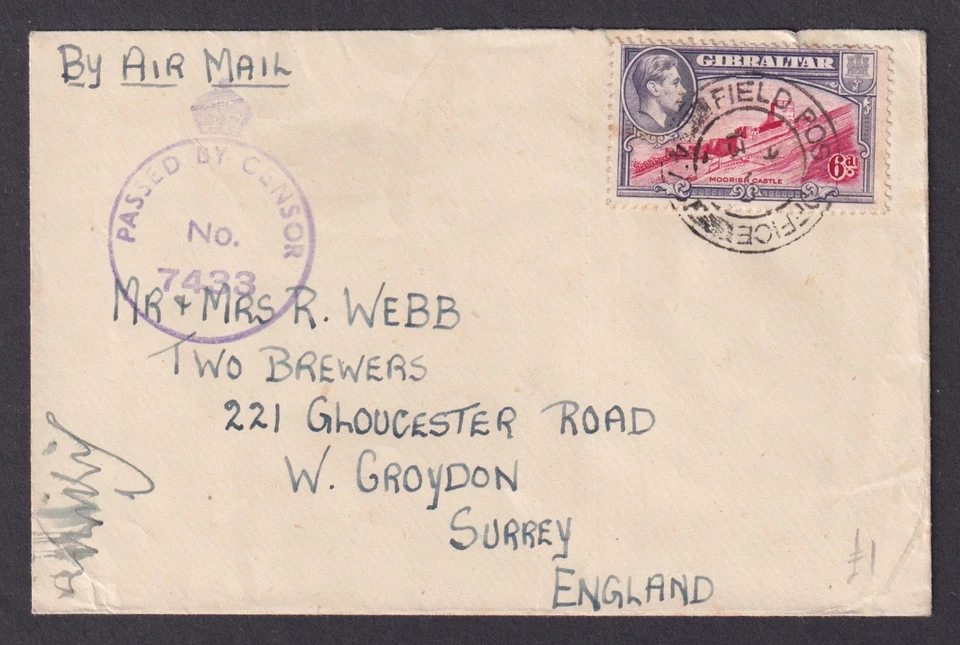 By Air Mail
GIBRALTAR
FIELD POST OFFICE
MOORISH CASTLE
6d
PASSED BY CENSOR
No.
7433
MR & MRS R. WEBB
TWO BREWERS
221 GLOUCESTER ROAD
W. CROYDON
SURREY
ENGLAND
£1